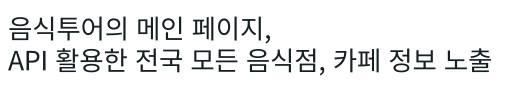 음식투어의 메인 페이지,
API 활용한 전국 모든 음식점, 카페 정보 노출